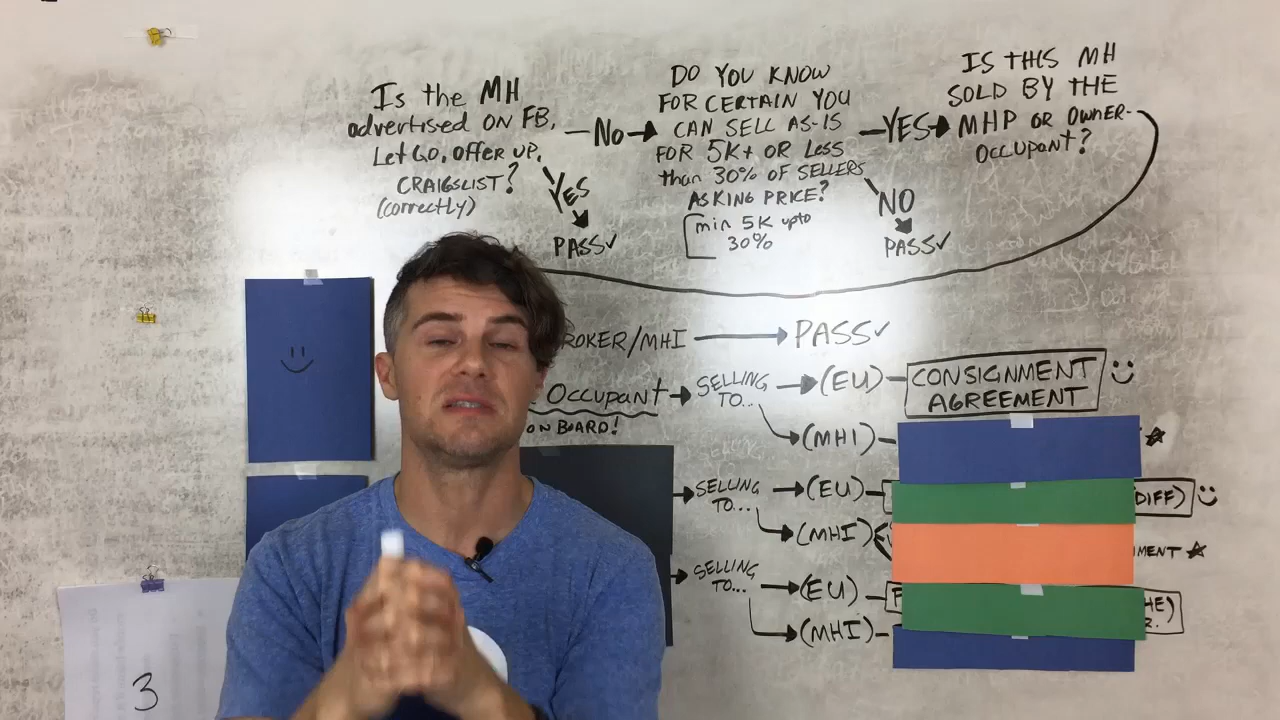 Is the MH
advertised ON FB,
Let Go, OFFER UP,
CRAIGSLIST?
(correctly)
No
YES
PASS✓
DO YOU KNOW
FOR CERTAIN YOU
CAN SELL AS-IS
FOR 5K+ OR LESS
than 30% OF SELLERS
ASKING PRICE?
min 5K upto
30%
YES
NO
PASS✓
IS THIS MH
SOLD BY THE
MHP OR OWNER-
OCCUPANT?
ROKER/MHI
PASS✓
OCCUPANT
ON BOARD!
SELLING
TO...
(EU)
CONSIGNMENT
AGREEMENT
(MHI)
SELLING
TO...
(EU)
DIFF)
(MHI)
MENT
SELLING
TO...
(EU)
F
HE)
(MHI)
3